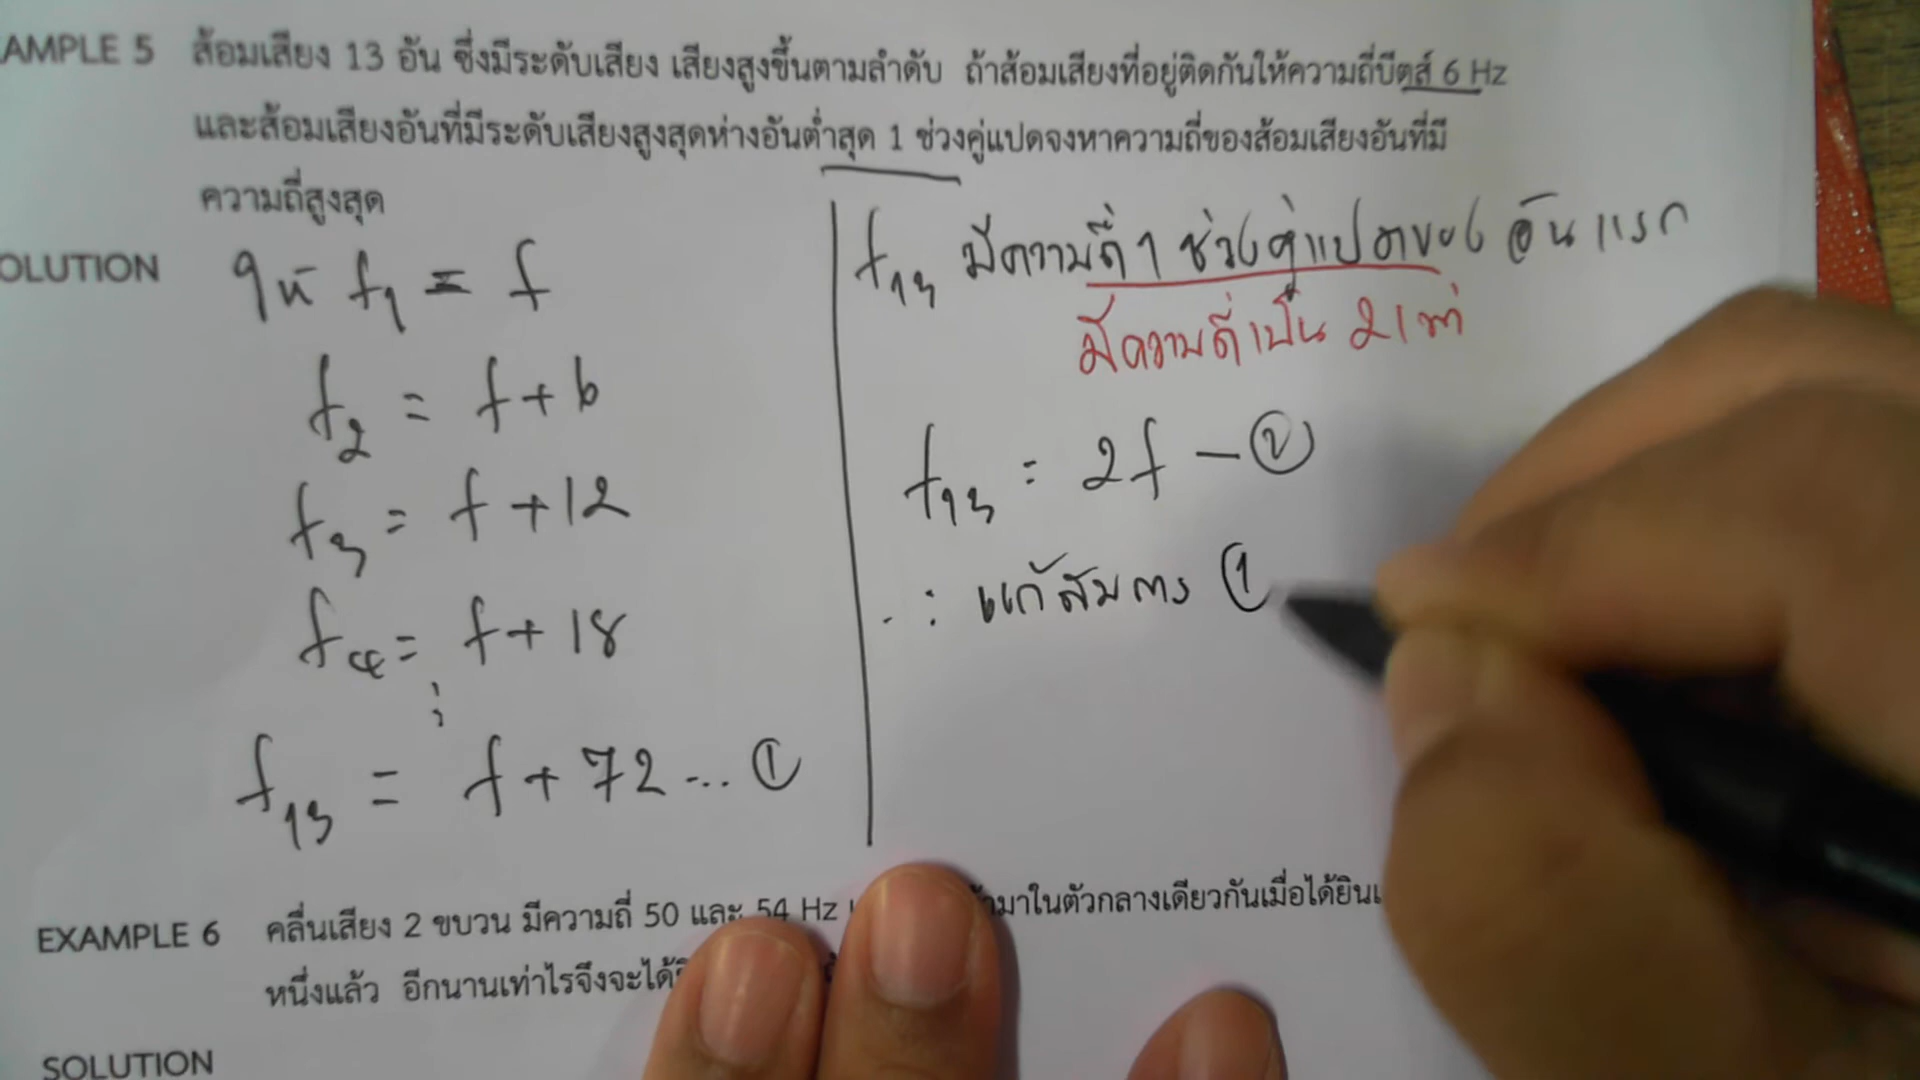 AMPLE 5 ส้อมเสียง 13 อัน ซึ่งมีระดับเสียง เสียงสูงขึ้นตามลำดับ ถ้าส้อมเสียงที่อยู่ติดกันให้ความถี่บีตส์ 6 Hz
และส้อมเสียงอันที่มีระดับเสียงสูงสุดห่างอันต่ำสุด 1 ช่วงคู่แปดจงหาความถี่ของส้อมเสียงอันที่มี
ความถี่สูงสุด
OLUTION
ให้ f₁ = f
f₂ = f+6
f₃ = f+12
f₄ = f+18
⋮
f₁₃ = f+72 ... ①
f₁₃ มีความถี่ 1 ช่วงคู่แปดของ อันแรก
มีความถี่เป็น 2 เท่า
f₁₃ = 2f – ②
∴ แก้สมการ ①
EXAMPLE 6 คลื่นเสียง 2 ขบวน มีความถี่ 50 และ 54 Hz มาในตัวกลางเดียวกันเมื่อได้ยิน
หนึ่งแล้ว อีกนานเท่าไรจึงจะได้
SOLUTION